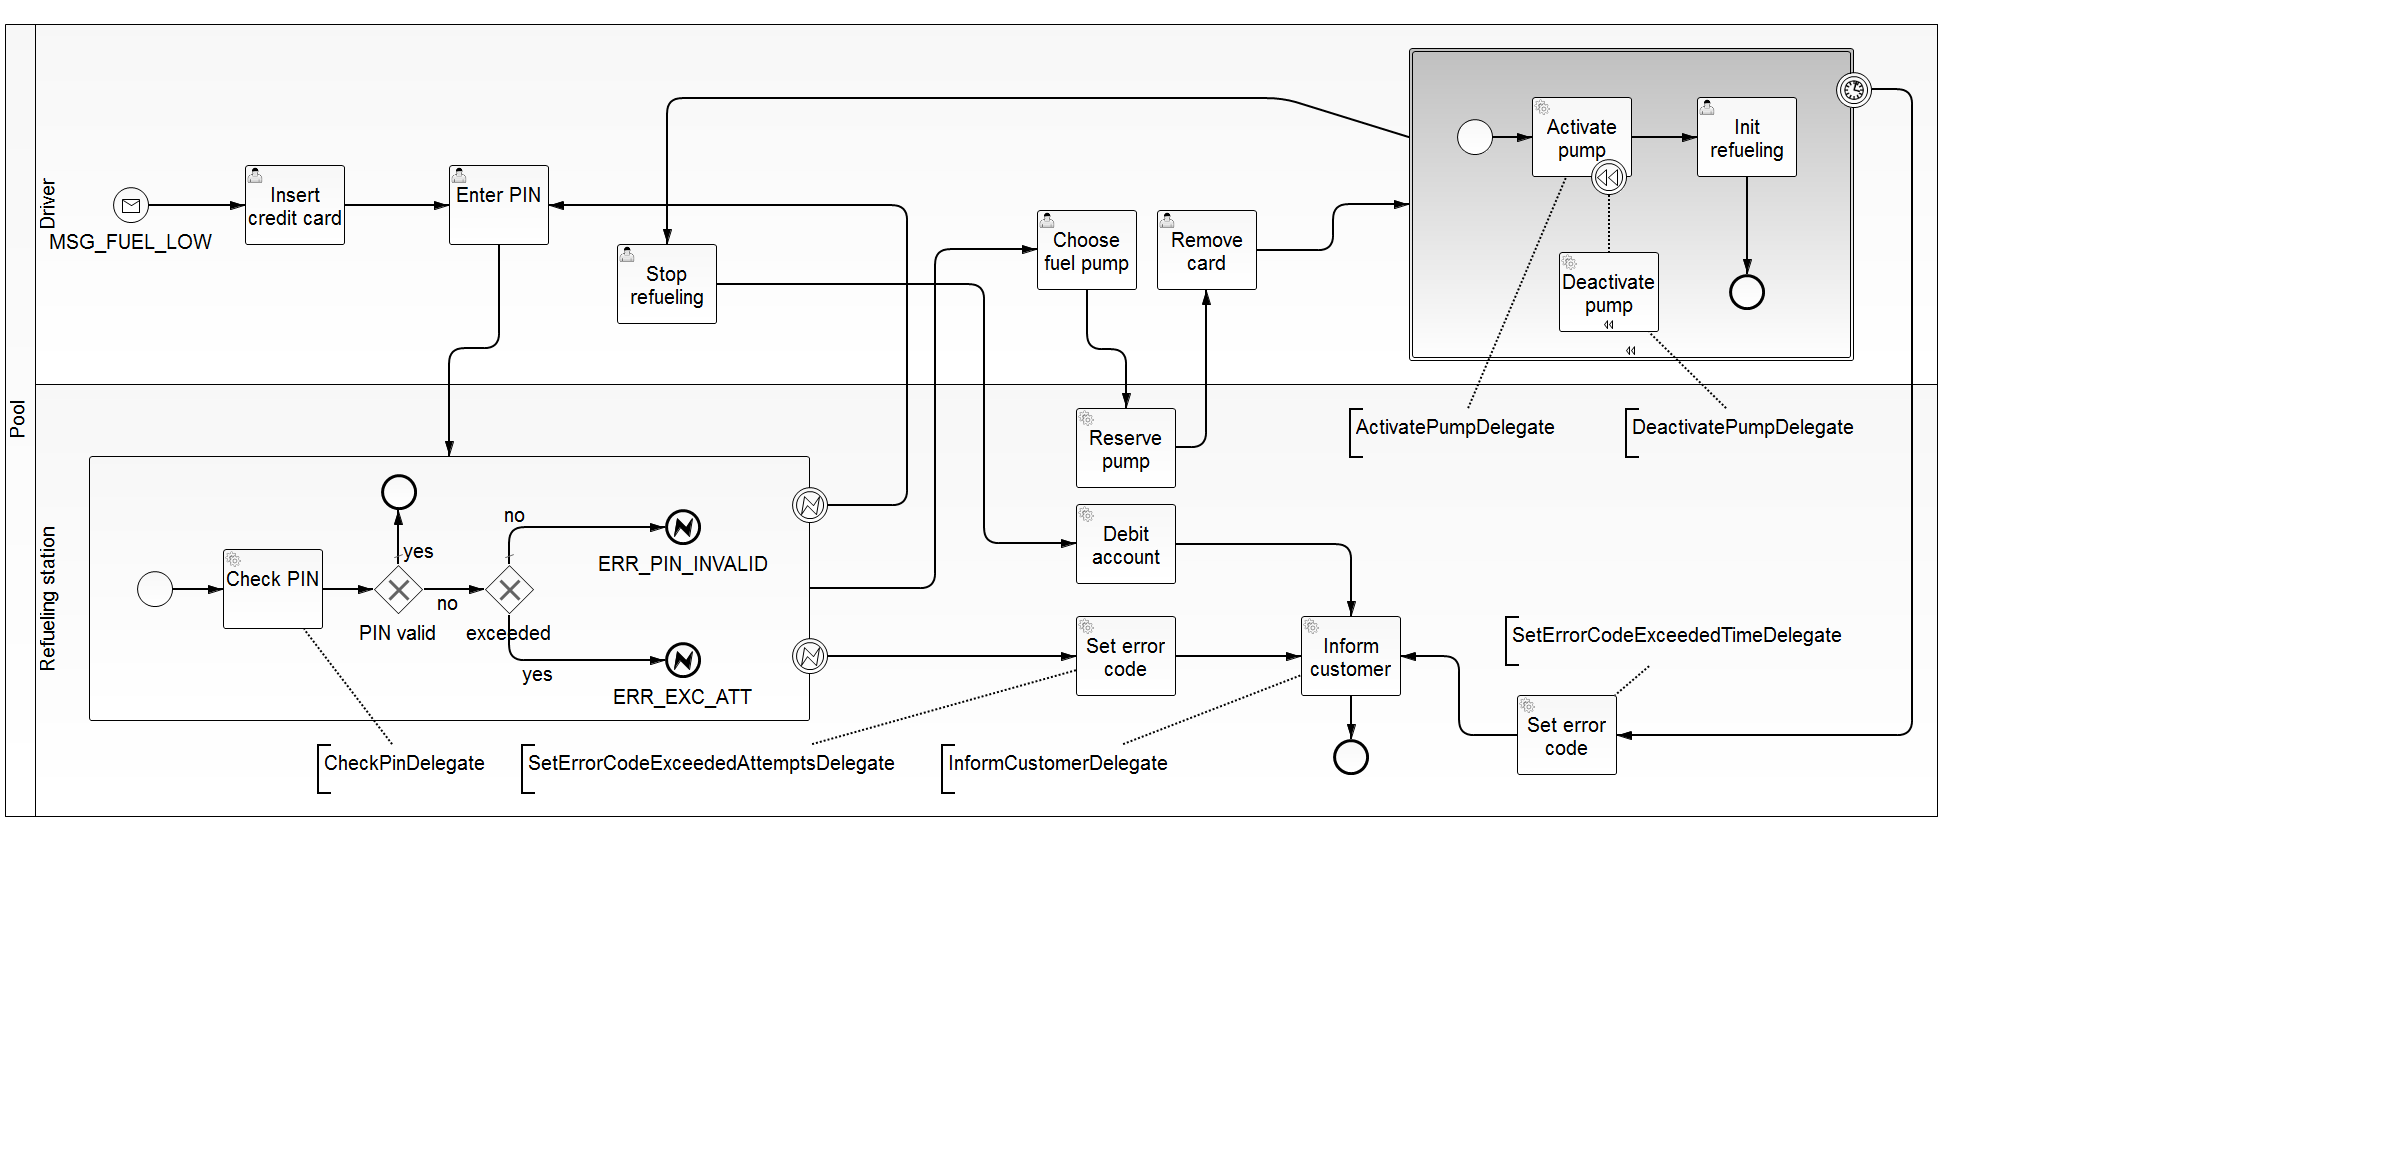 Pool
Driver
MSG_FUEL_LOW
Insert
credit card
Enter PIN
Stop
refueling
Choose
fuel pump
Remove
card
Activate
pump
Init
refueling
Deactivate
pump
Refueling station
Reserve
pump
ActivatePumpDelegate
DeactivatePumpDelegate
Check PIN
yes
PIN valid
no
no
exceeded
yes
ERR_PIN_INVALID
ERR_EXC_ATT
Debit
account
Set error
code
Inform
customer
SetErrorCodeExceededTimeDelegate
Set error
code
CheckPinDelegate
SetErrorCodeExceededAttemptsDelegate
InformCustomerDelegate